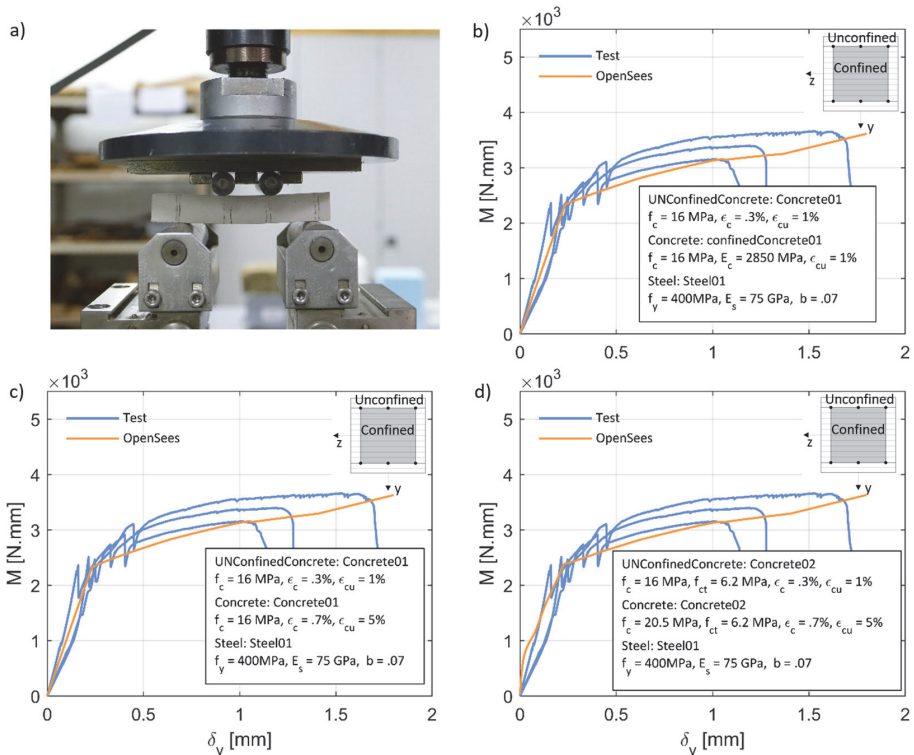 a)
b)
×10³
5
4
3
2
1
0
M [N.mm]
Test
OpenSees
Unconfined
Confined
z
y
UNConfinedConcrete: Concrete01
f_c = 16 MPa, ϵ_c = .3%, ϵ_cu = 1%
Concrete: confinedConcrete01
f_c = 16 MPa, E_c = 2850 MPa, ϵ_cu = 1%
Steel: Steel01
f_y = 400MPa, E_s = 75 GPa, b = .07
0 0.5 1 1.5 2
c)
×10³
5
4
3
2
1
0
M [N.mm]
Test
OpenSees
Unconfined
Confined
z
y
UNConfinedConcrete: Concrete01
f_c = 16 MPa, ϵ_c = .3%, ϵ_cu = 1%
Concrete: Concrete01
f_c = 16 MPa, ϵ_c = .7%, ϵ_cu = 5%
Steel: Steel01
f_y = 400MPa, E_s = 75 GPa, b = .07
0 0.5 1 1.5 2
δ_y [mm]
d)
×10³
5
4
3
2
1
0
M [N.mm]
Test
OpenSees
Unconfined
Confined
z
y
UNConfinedConcrete: Concrete02
f_c = 16 MPa, f_ct = 6.2 MPa, ϵ_c = .3%, ϵ_cu = 1%
Concrete: Concrete02
f_c = 20.5 MPa, f_ct = 6.2 MPa, ϵ_c = .7%, ϵ_cu = 5%
Steel: Steel01
f_y = 400MPa, E_s = 75 GPa, b = .07
0 0.5 1 1.5 2
δ_y [mm]